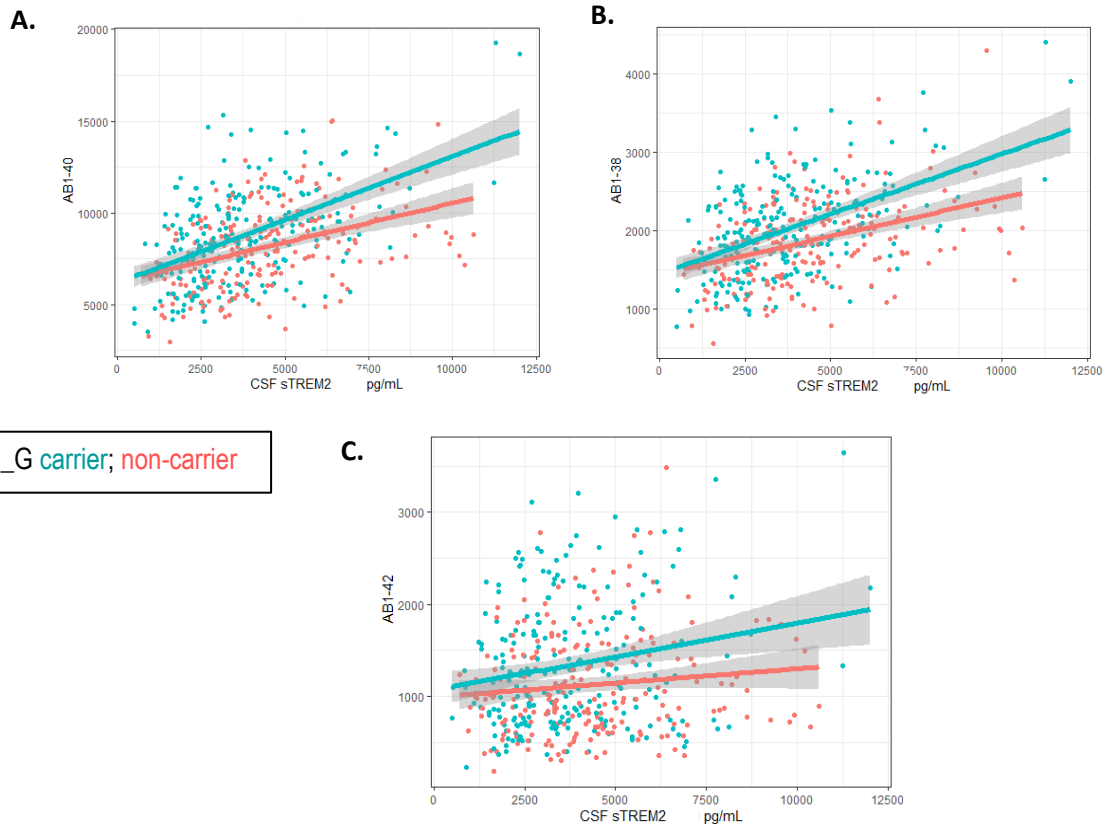 A.
20000
15000
10000
5000
AB1-40
0 2500 5000 7500 10000 12500
CSF sTREM2 pg/mL
B.
4000
3000
2000
1000
AB1-38
0 2500 5000 7500 10000 12500
CSF sTREM2 pg/mL
_G carrier; non-carrier
C.
3000
2000
1000
AB1-42
0 2500 5000 7500 10000 12500
CSF sTREM2 pg/mL